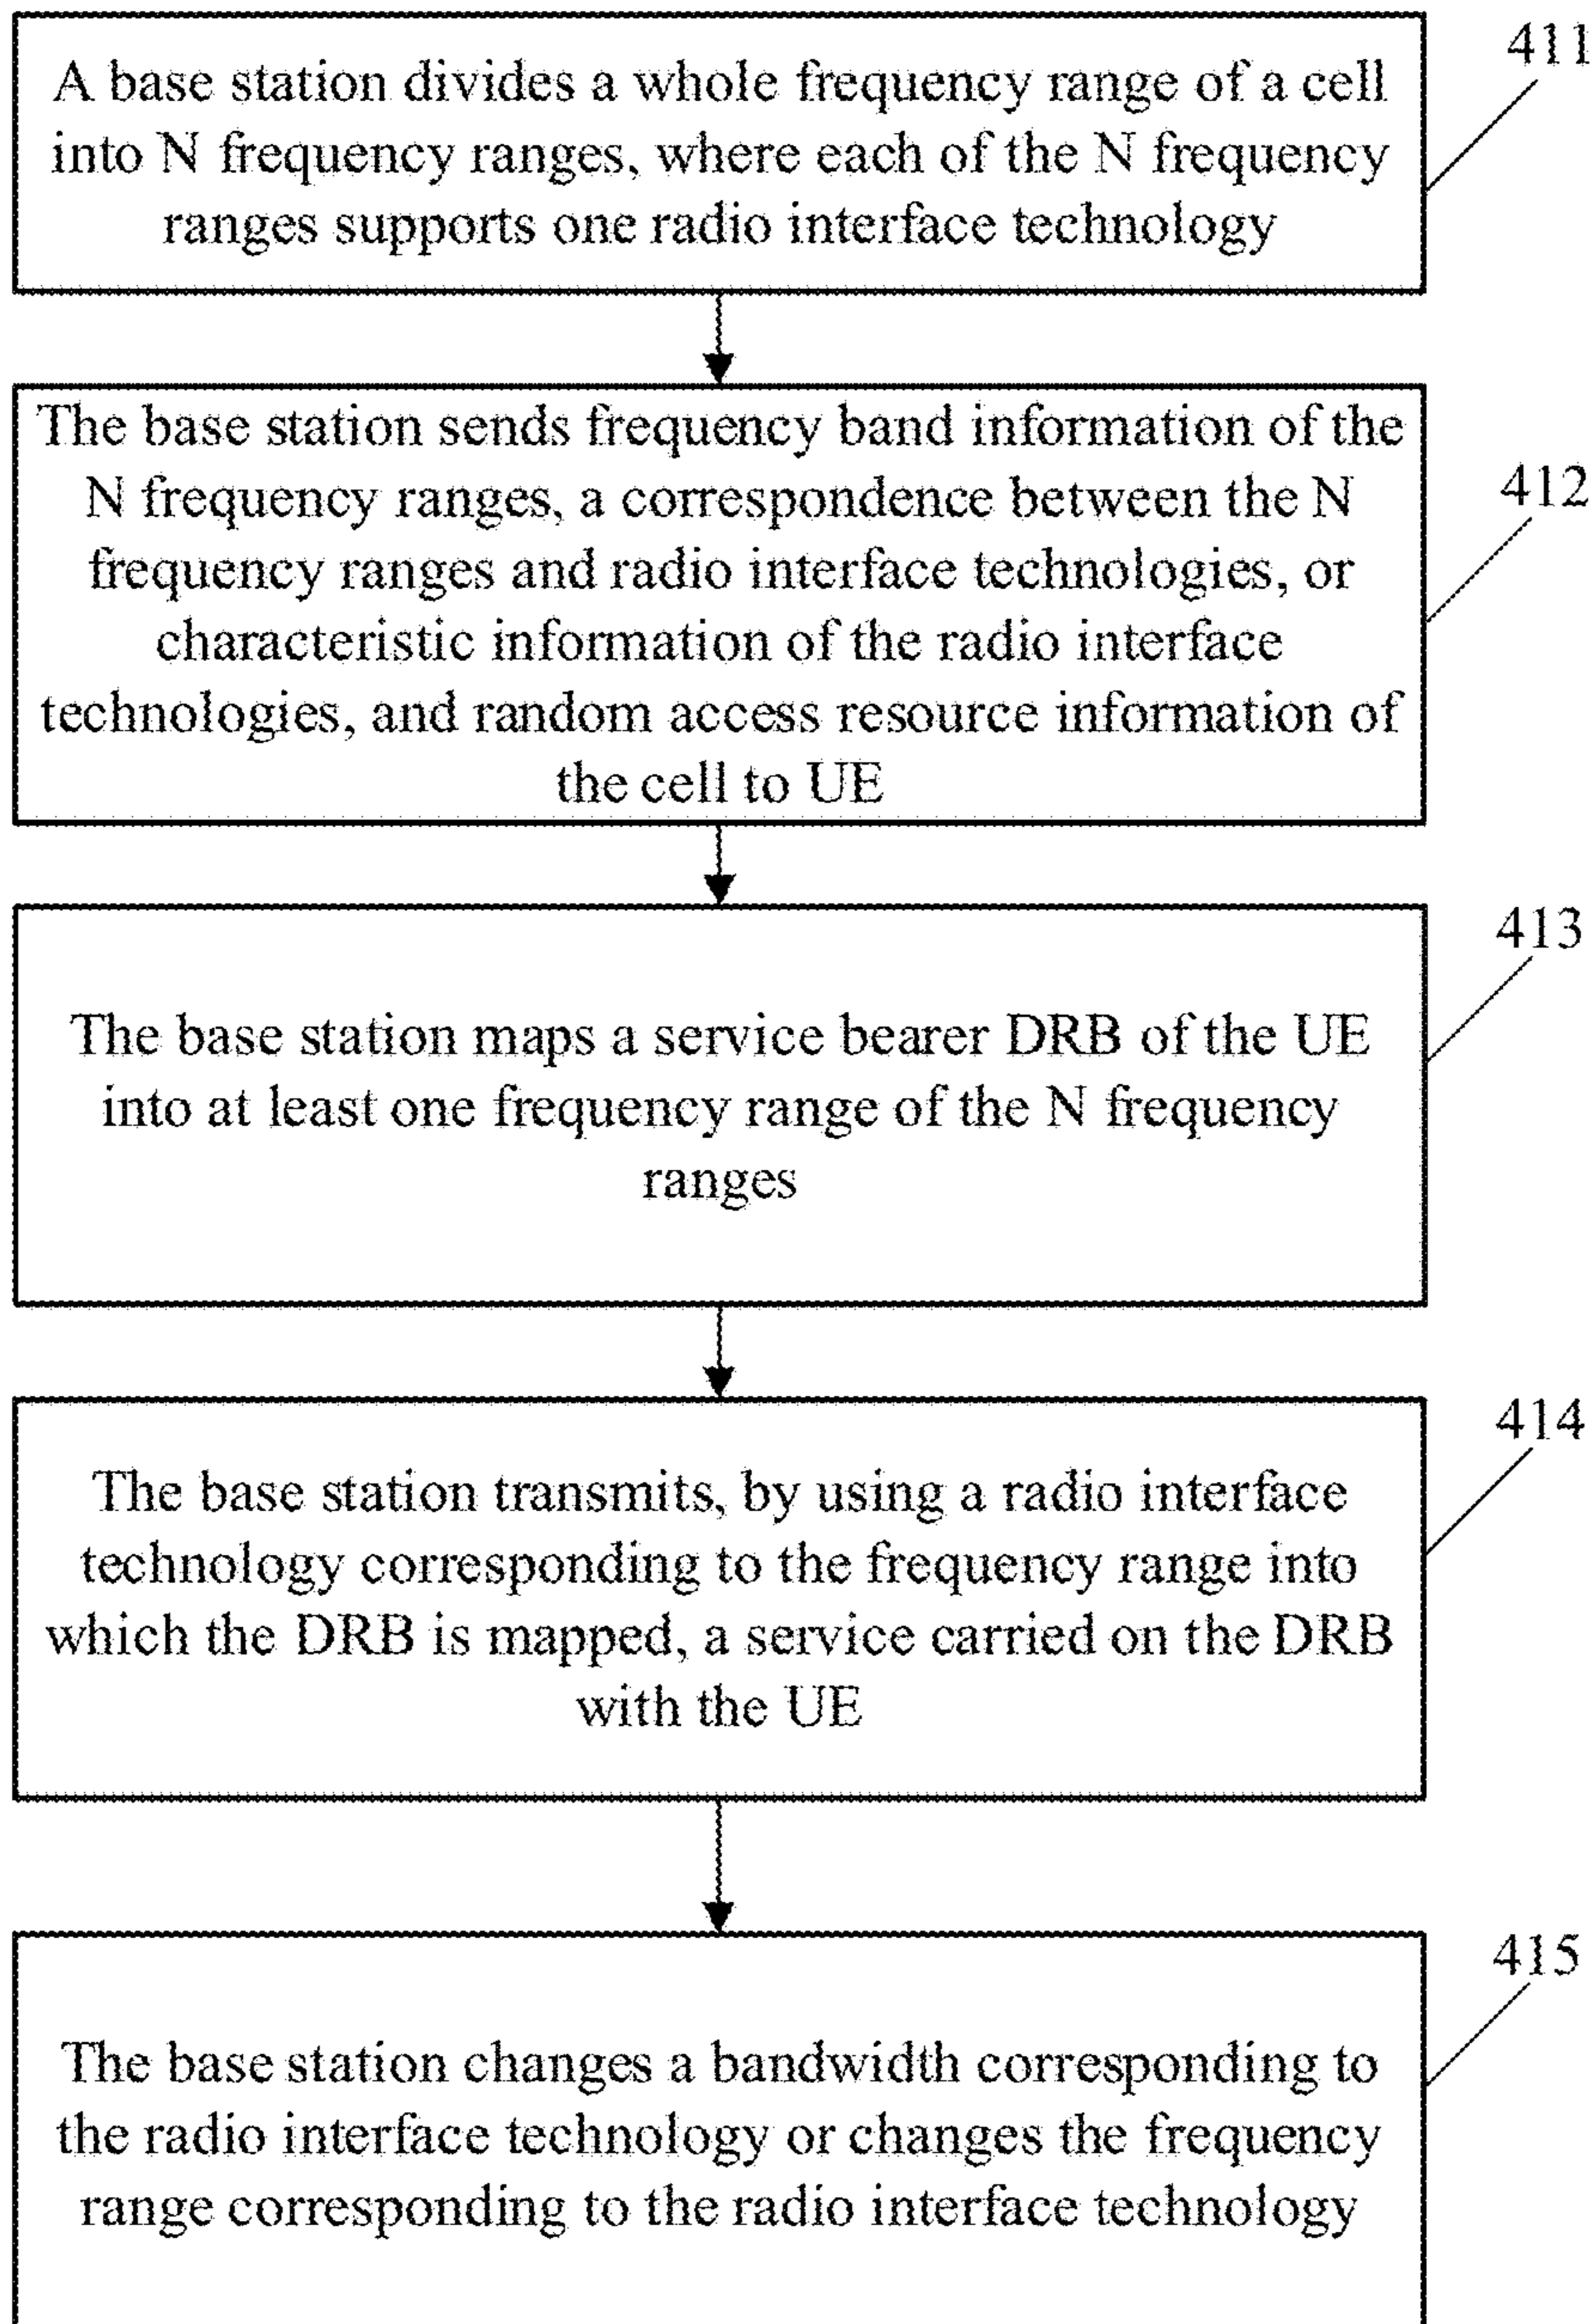 A base station divides a whole frequency range of a cell
into N frequency ranges, where each of the N frequency
ranges supports one radio interface technology
411
The base station sends frequency band information of the
N frequency ranges, a correspondence between the N
frequency ranges and radio interface technologies, or
characteristic information of the radio interface
technologies, and random access resource information of
the cell to UE
412
The base station maps a service bearer DRB of the UE
into at least one frequency range of the N frequency
ranges
413
The base station transmits, by using a radio interface
technology corresponding to the frequency range into
which the DRB is mapped, a service carried on the DRB
with the UE
414
The base station changes a bandwidth corresponding to
the radio interface technology or changes the frequency
range corresponding to the radio interface technology
415